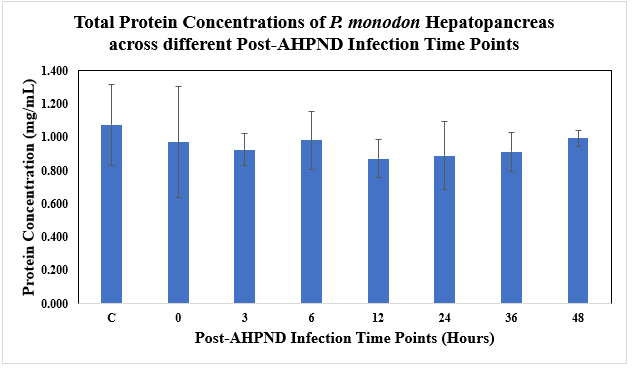 Total Protein Concentrations of P. monodon Hepatopancreas
across different Post-AHPND Infection Time Points
Protein Concentration (mg/mL)
1.400
1.200
1.000
0.800
0.600
0.400
0.200
0.000
C 0 3 6 12 24 36 48
Post-AHPND Infection Time Points (Hours)